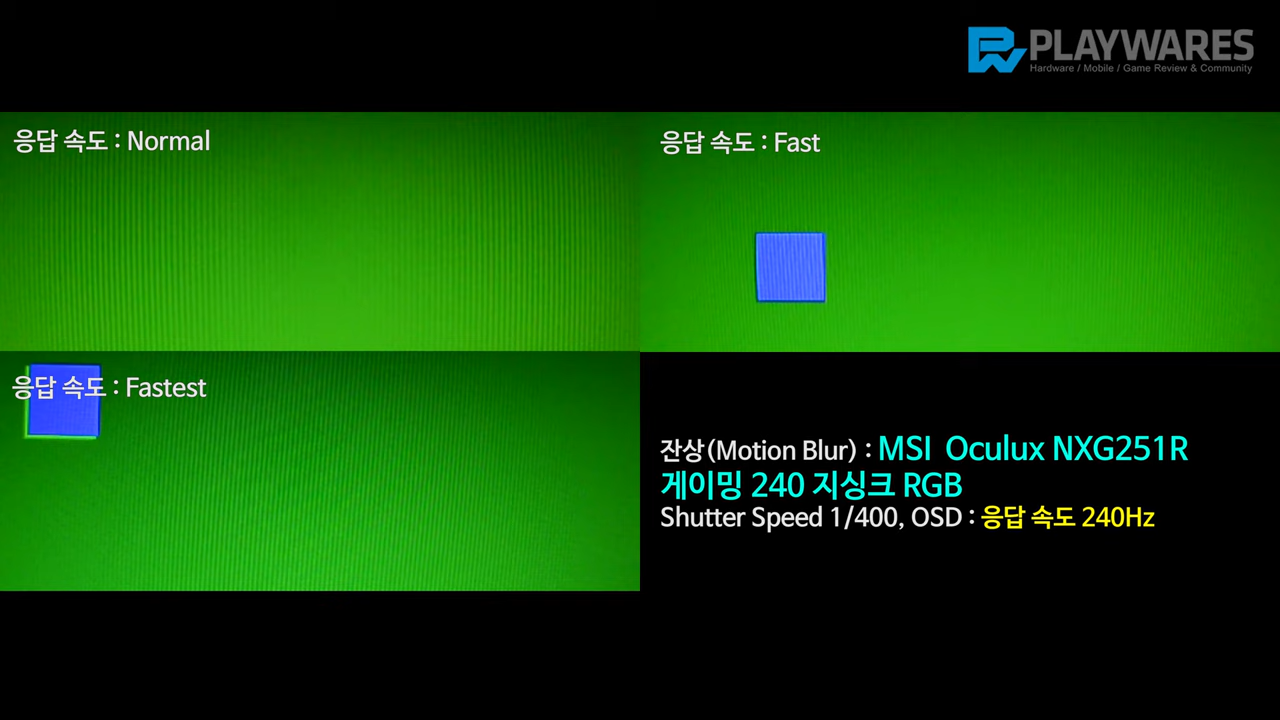 PLAYWARES
Hardware / Mobile / Game Review & Community
응답 속도 : Normal
응답 속도 : Fast
응답 속도 : Fastest
잔상(Motion Blur) : MSI Oculux NXG251R
게이밍 240 지싱크 RGB
Shutter Speed 1/400, OSD : 응답 속도 240Hz